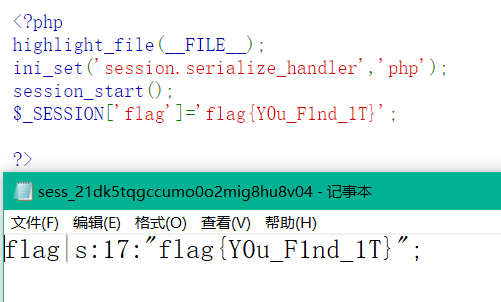 <?php
highlight_file(__FILE__);
ini_set('session.serialize_handler','php');
session_start();
$_SESSION['flag']='flag{Y0u_F1nd_1T}';
?>
sess_21dk5tqgccumo0o2mig8hu8v04 - 记事本
文件(F) 编辑(E) 格式(O) 查看(V) 帮助(H)
flag|s:17:"flag{Y0u_F1nd_1T}";